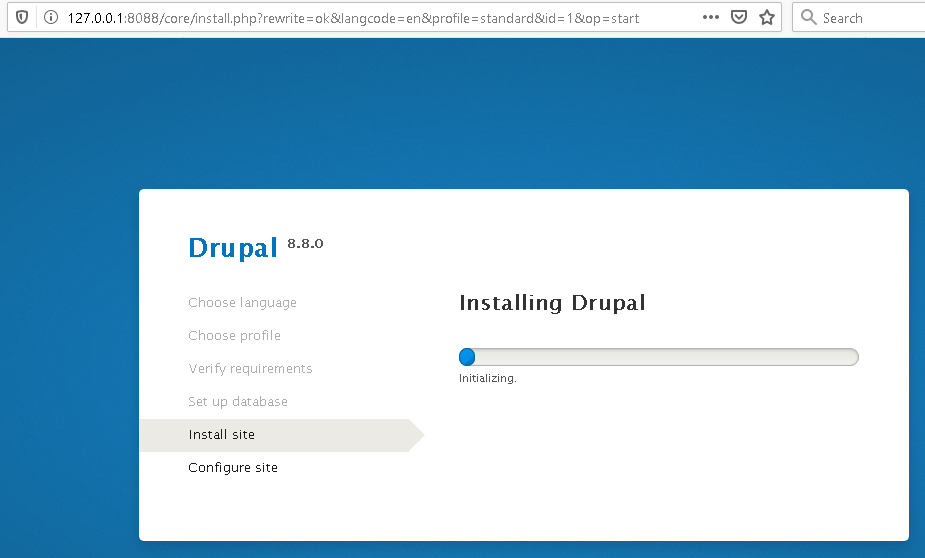 127.0.0.1:8088/core/install.php?rewrite=ok&langcode=en&profile=standard&id=1&op=start
Search
Drupal 8.8.0
Choose language
Choose profile
Verify requirements
Set up database
Install site
Configure site
Installing Drupal
Initializing.